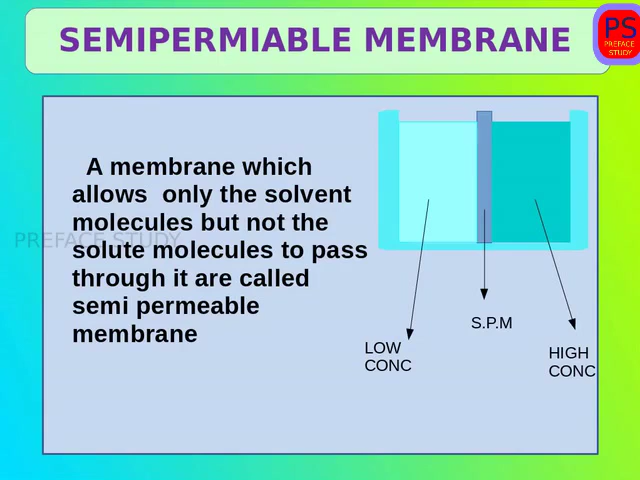 SEMIPERMIABLE MEMBRANE
PS
PREFACE
STUDY
A membrane which
allows  only the solvent
molecules but not the
PREFACE STUDY
solute molecules to pass
through it are called
semi permeable
membrane
S.P.M
LOW
CONC
HIGH
CONC